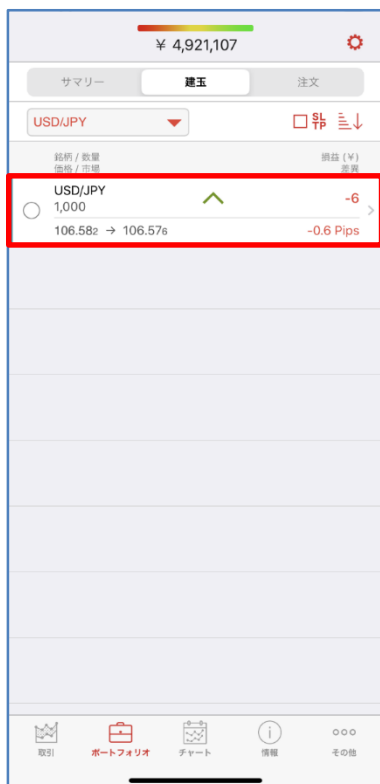 ¥ 4,921,107
サマリー 建玉 注文
USD/JPY SL TP
銘柄 / 数量 損益 (¥)
価格 / 市場 差異
USD/JPY
1,000 -6
106.582 → 106.576 -0.6 Pips
取引 ポートフォリオ チャート 情報 その他